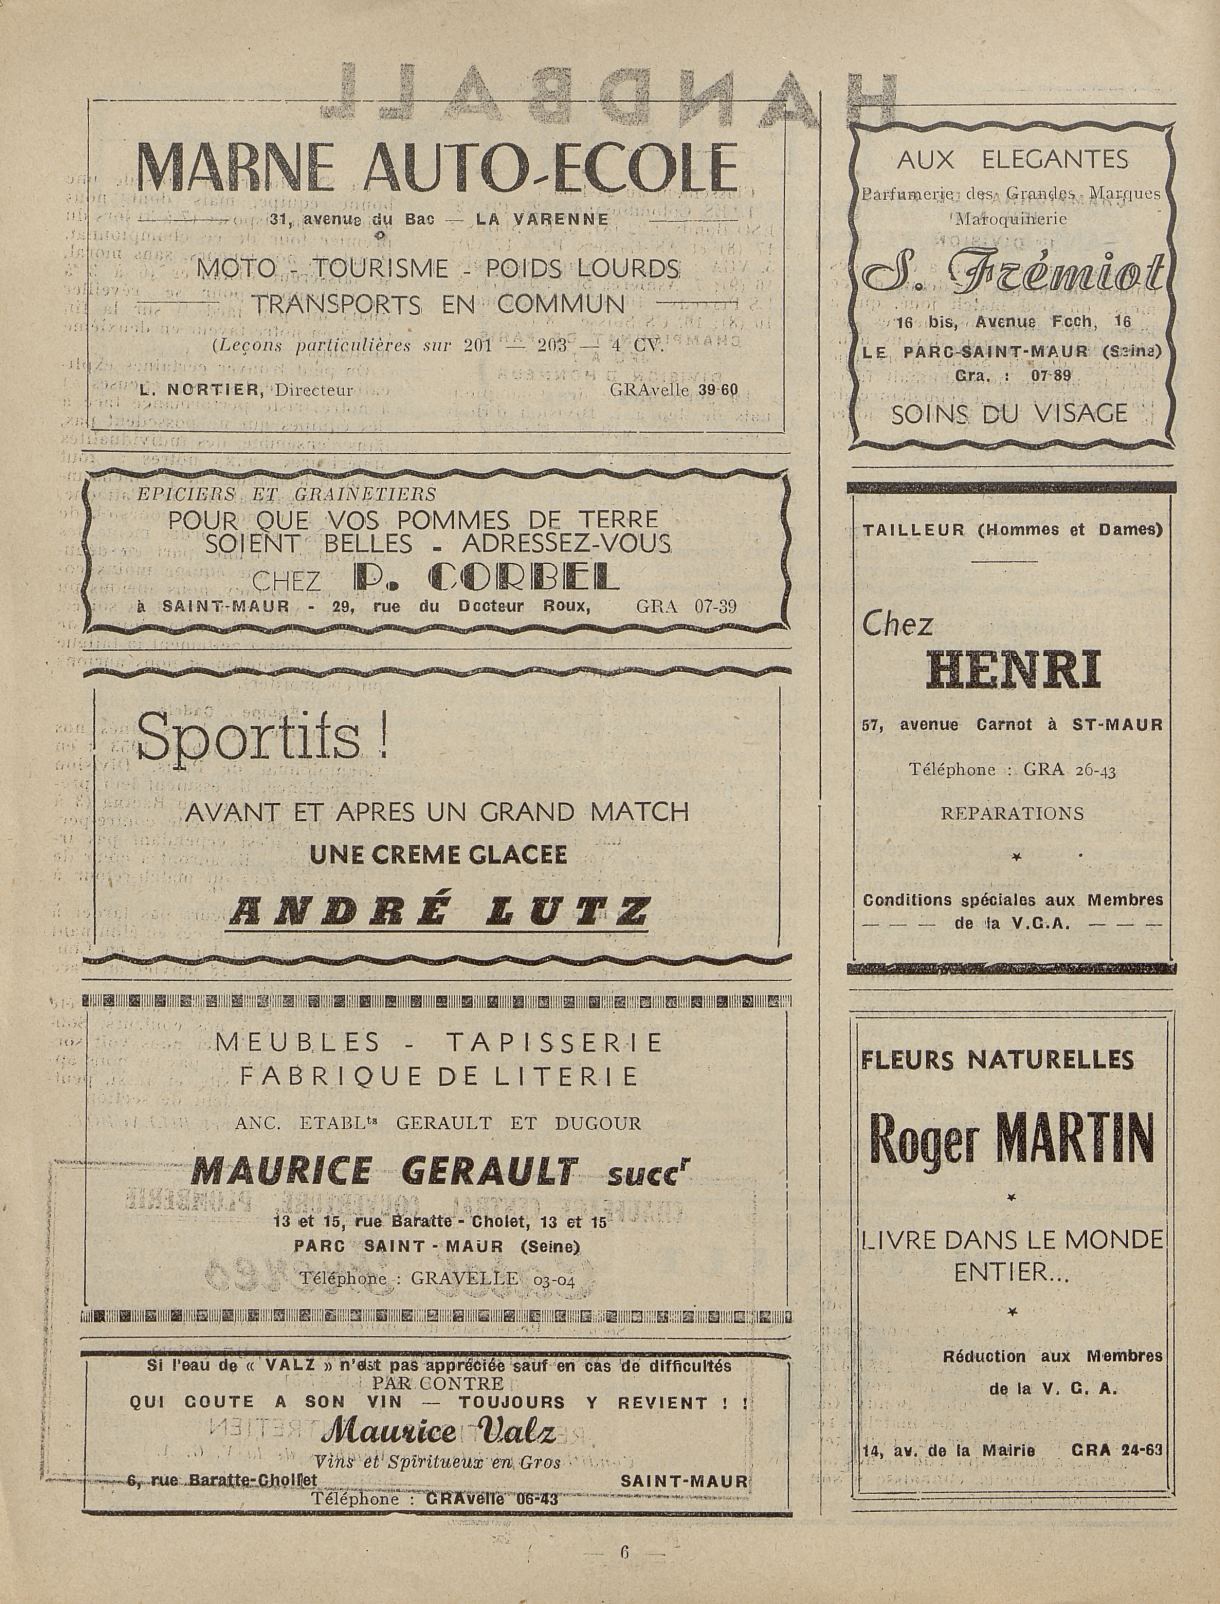 MARNE AUTO-ECOLE
31, avenue du Bac — LA VARENNE
MOTO - TOURISME - POIDS LOURDS
TRANSPORTS EN COMMUN
(Leçons particulières sur 201 — 203 — 4 CV.
L. NORTIER, Directeur GRAvelle 39-60
EPICIERS ET GRAINETIERS
POUR QUE VOS POMMES DE TERRE
SOIENT BELLES - ADRESSEZ-VOUS
CHEZ P. CORBEL
à SAINT-MAUR - 29, rue du Docteur Roux, GRA 07-39
Sportifs !
AVANT ET APRES UN GRAND MATCH
UNE CREME GLACEE
ANDRÉ LUTZ
MEUBLES - TAPISSERIE
FABRIQUE DE LITERIE
ANC. ETABLts GERAULT ET DUGOUR
MAURICE GERAULT succr
13 et 15, rue Baratte-Cholet, 13 et 15
PARC SAINT-MAUR (Seine)
Téléphone : GRAVELLE 03-04
Si l'eau de « VALZ » n'est pas appréciée sauf en cas de difficultés
PAR CONTRE
QUI GOUTE A SON VIN — TOUJOURS Y REVIENT ! !
Maurice Valz
Vins et Spiritueux en Gros
6, rue Baratte-Chollet SAINT-MAUR
Téléphone : GRAvelle 06-43
AUX ELEGANTES
Parfumerie des Grandes Marques
Maroquinerie
S. Frémiot
16 bis, Avenue Foch, 16
LE PARC-SAINT-MAUR (Seine)
Gra. : 07-89
SOINS DU VISAGE
TAILLEUR (Hommes et Dames)
Chez
HENRI
57, avenue Carnot à ST-MAUR
Téléphone : GRA 26-43
REPARATIONS
Conditions spéciales aux Membres
— — — de la V.G.A. — — —
FLEURS NATURELLES
Roger MARTIN
LIVRE DANS LE MONDE
ENTIER...
Réduction aux Membres
de la V. G. A.
14, av. de la Mairie GRA 24-63
— 6 —